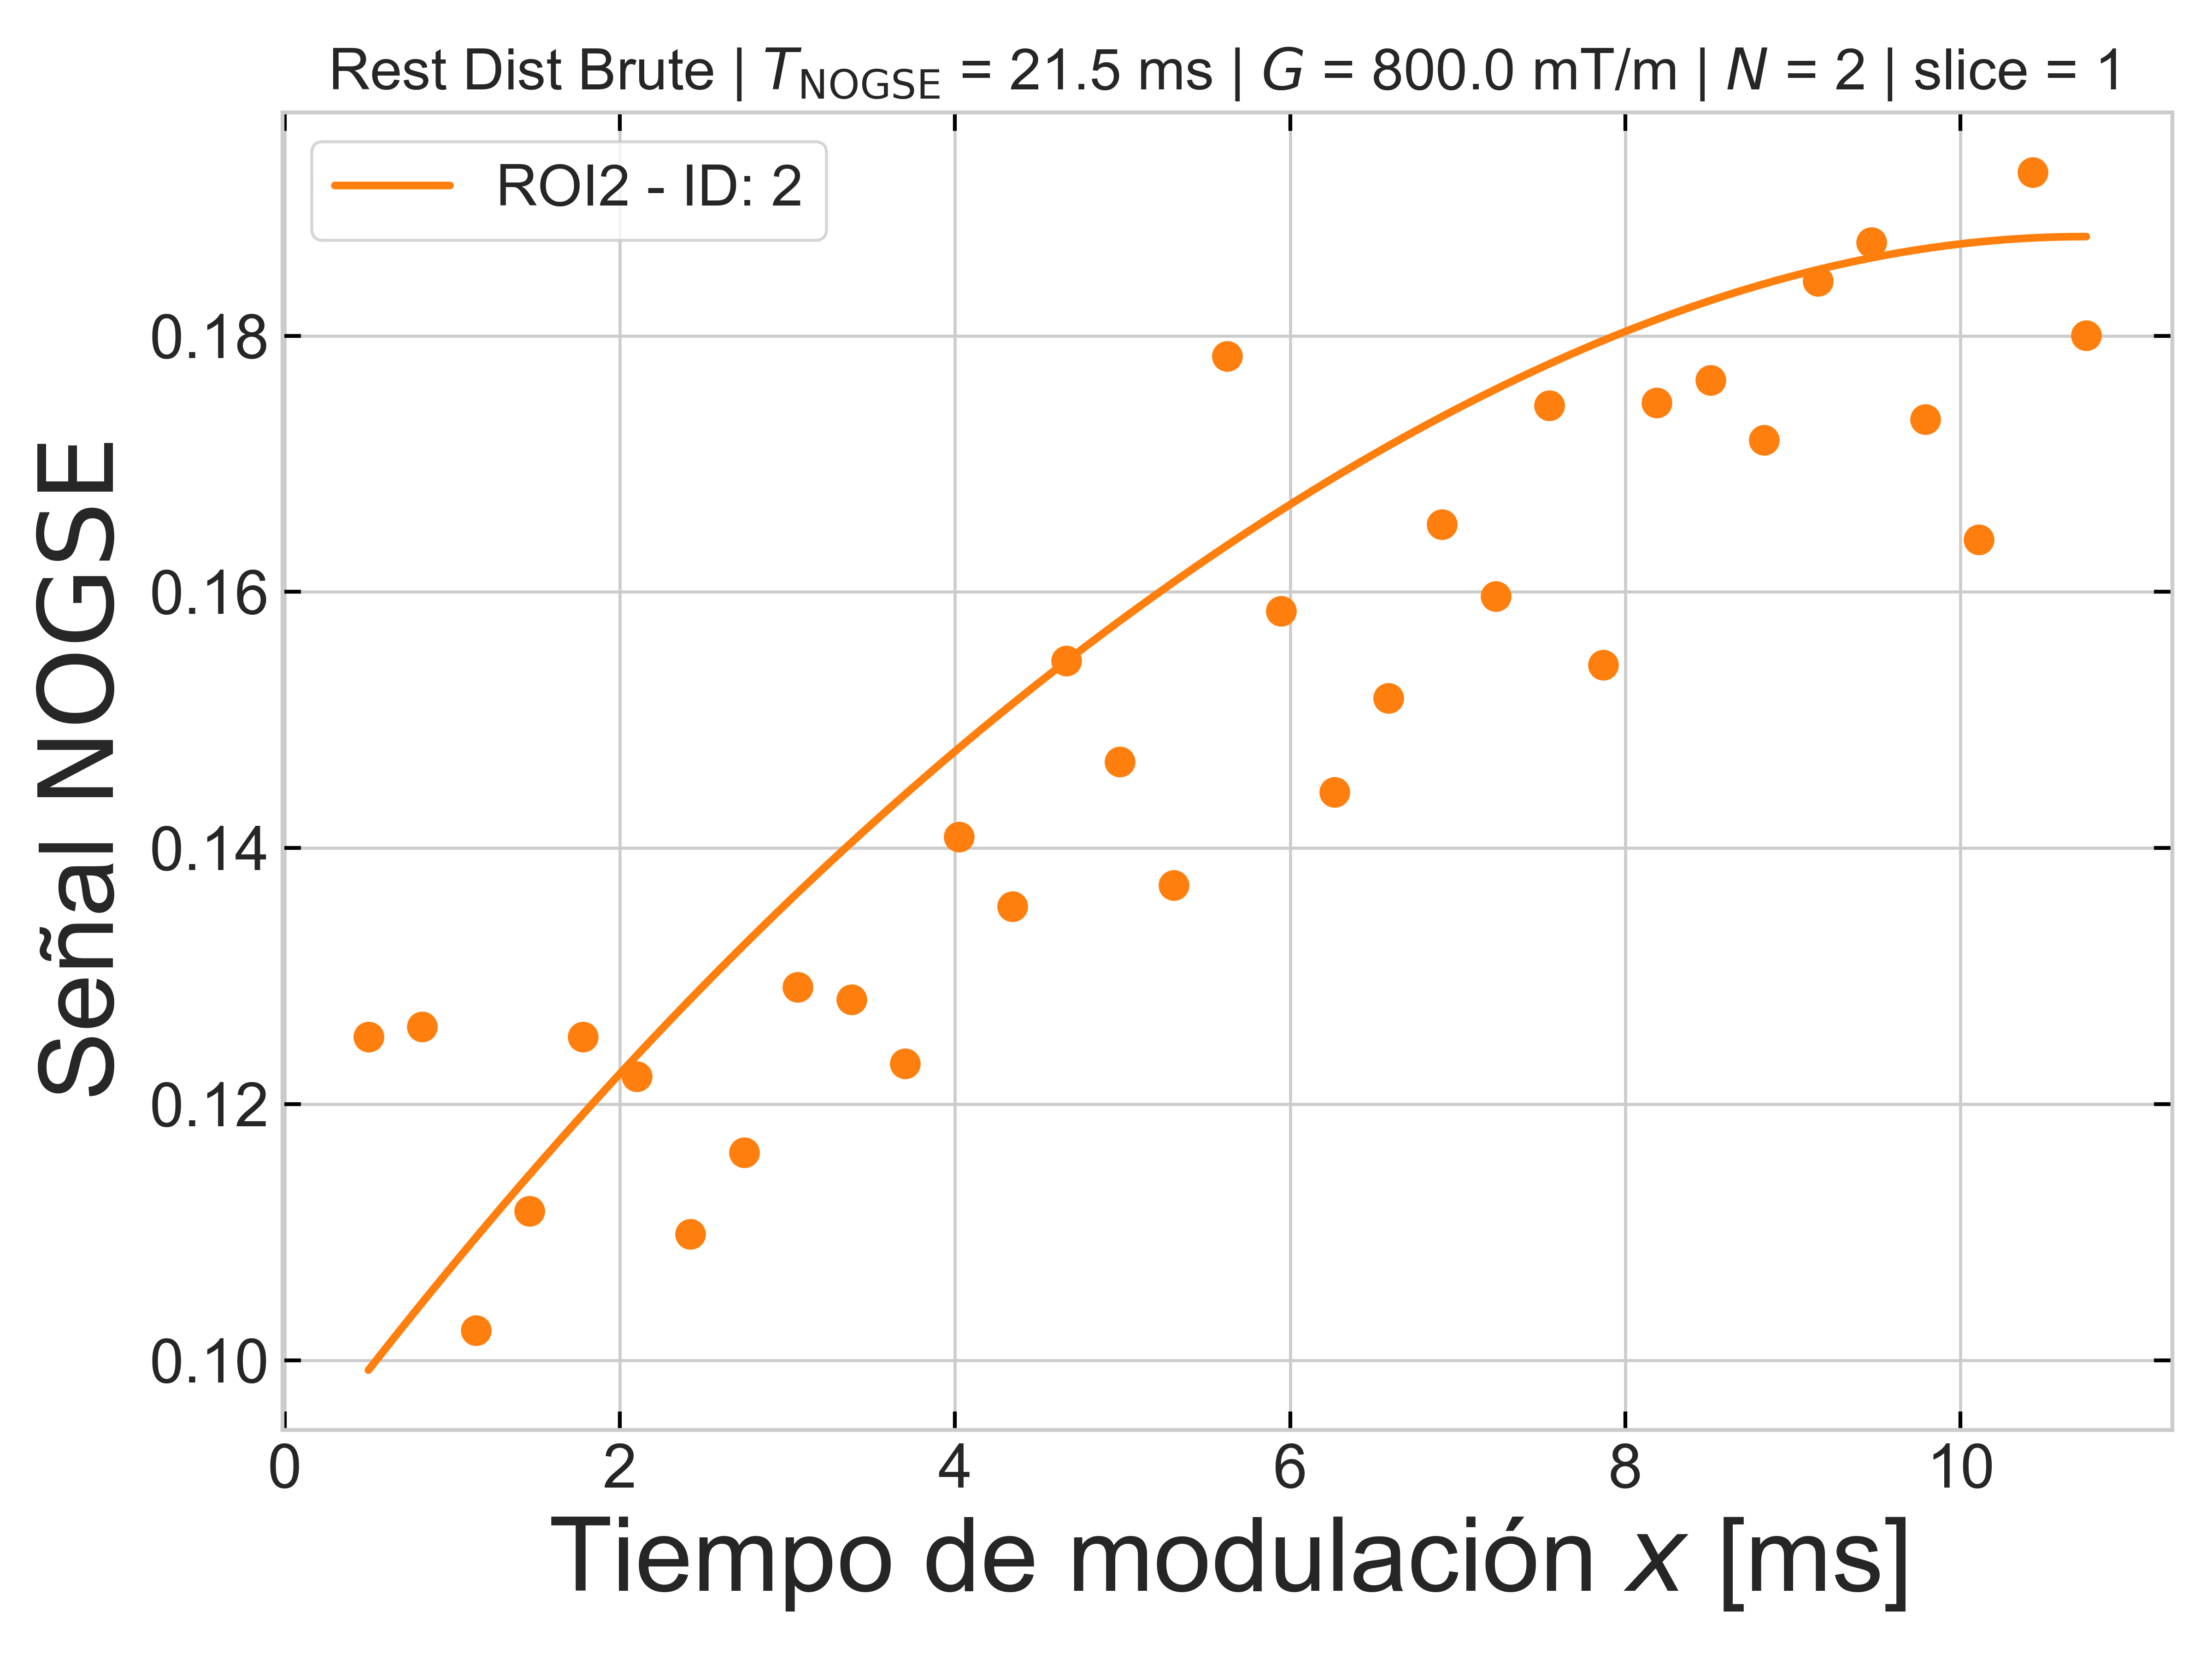 Rest Dist Brute | T_NOGSE = 21.5 ms | G = 800.0 mT/m | N = 2 | slice = 1
ROI2 - ID: 2
Señal NOGSE
0.18
0.16
0.14
0.12
0.10
0 2 4 6 8 10
Tiempo de modulación x [ms]